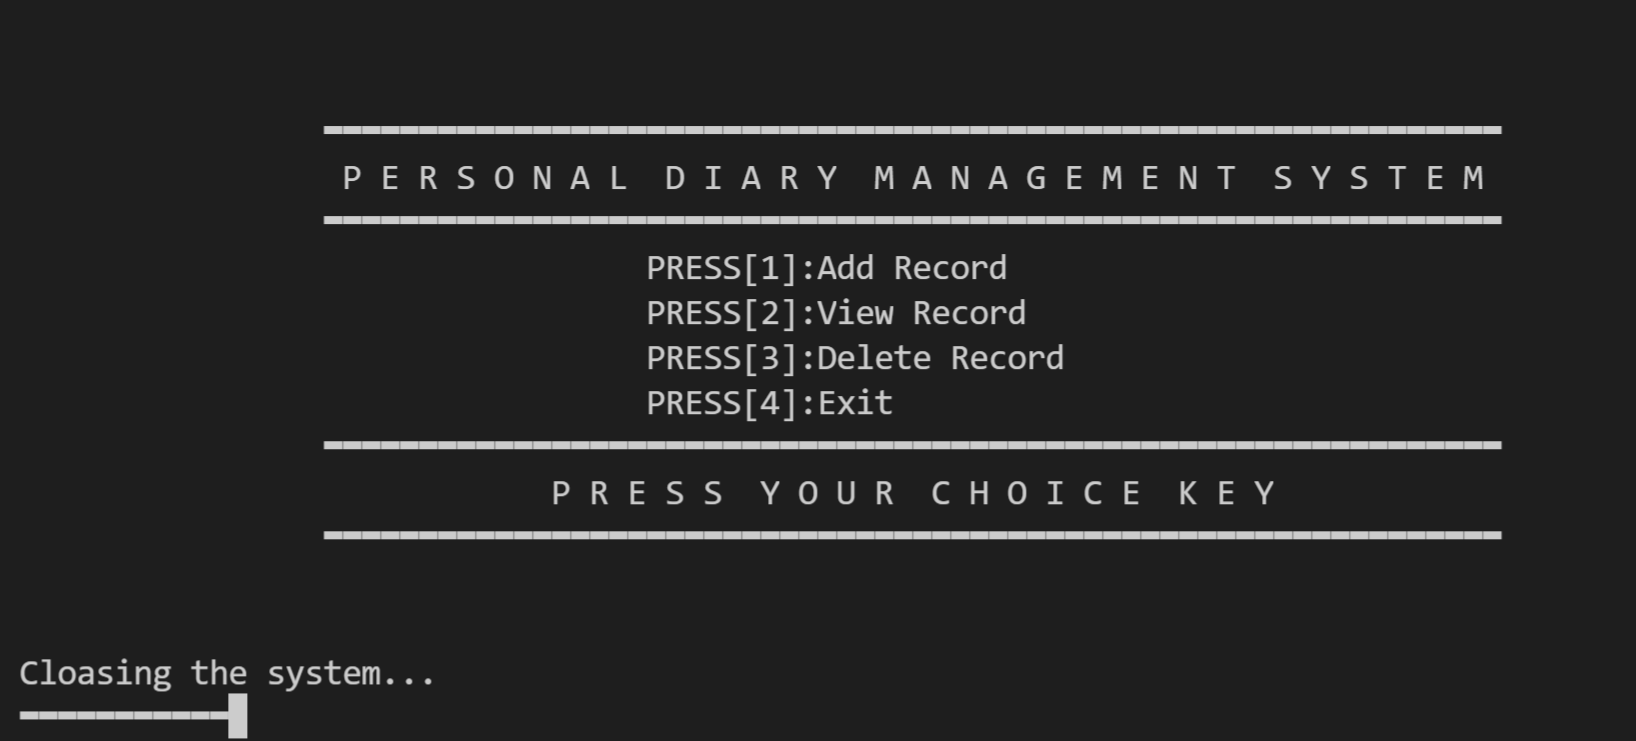 P E R S O N A L  D I A R Y  M A N A G E M E N T  S Y S T E M
PRESS[1]:Add Record
PRESS[2]:View Record
PRESS[3]:Delete Record
PRESS[4]:Exit
P R E S S  Y O U R  C H O I C E  K E Y
Cloasing the system...